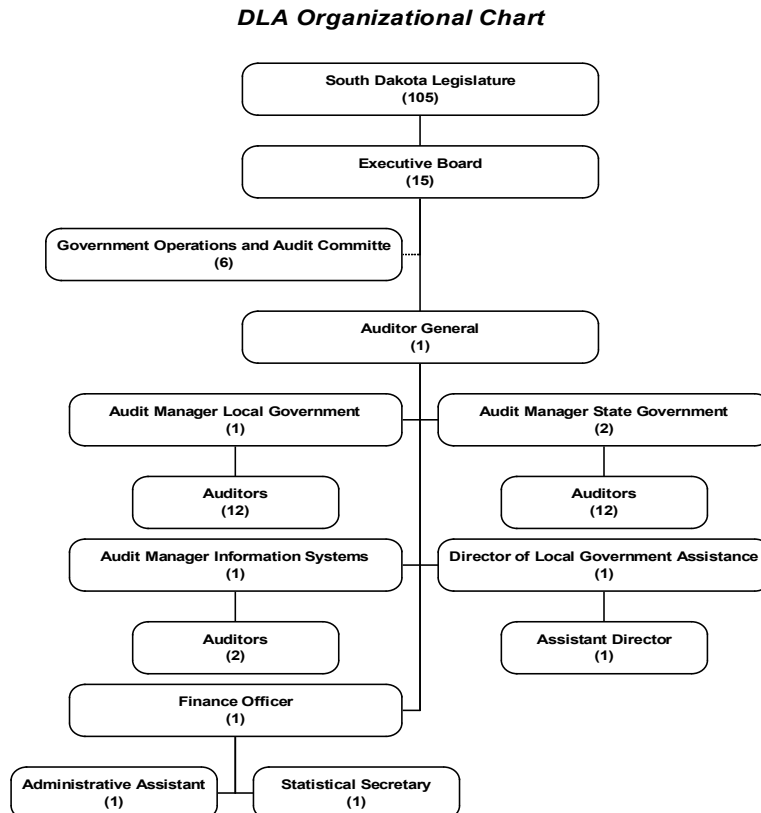 DLA Organizational Chart
South Dakota Legislature
(105)
Executive Board
(15)
Government Operations and Audit Committe
(6)
Auditor General
(1)
Audit Manager Local Government
(1)
Audit Manager State Government
(2)
Auditors
(12)
Auditors
(12)
Audit Manager Information Systems
(1)
Director of Local Government Assistance
(1)
Auditors
(2)
Assistant Director
(1)
Finance Officer
(1)
Administrative Assistant
(1)
Statistical Secretary
(1)